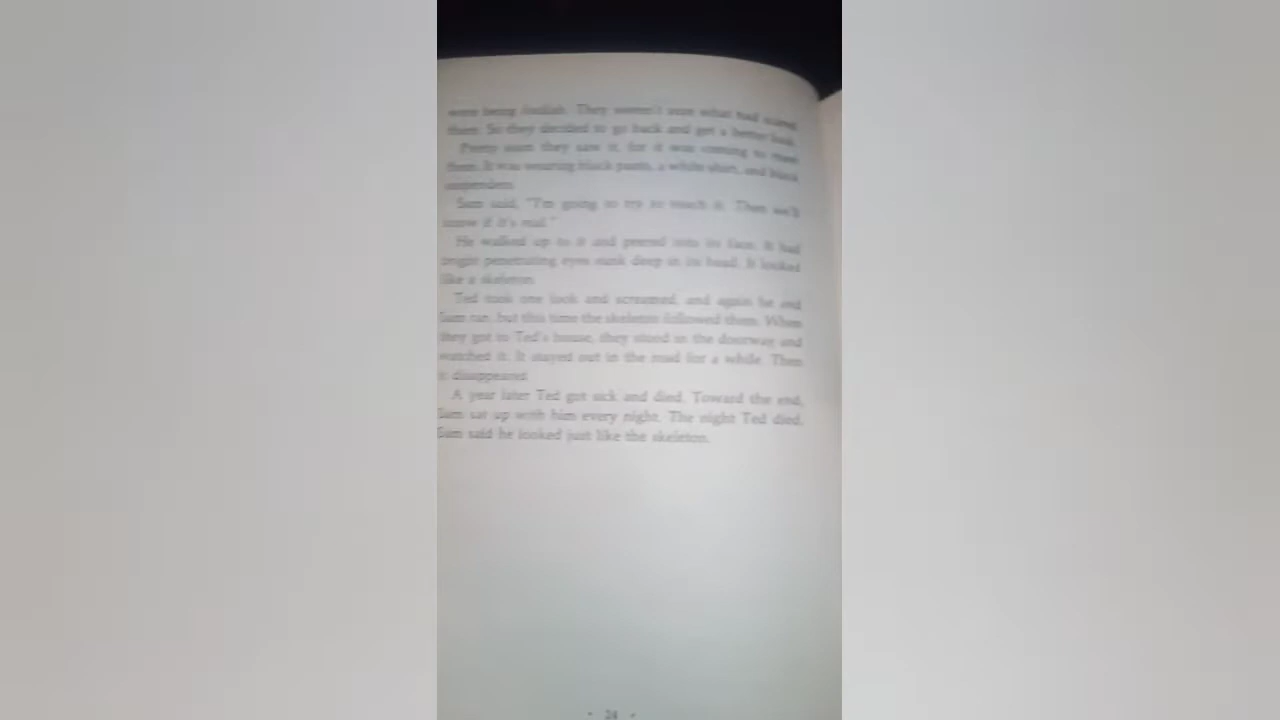 were being foolish. They weren't sure what had scared
them. So they decided to go back and get a better look.
Pretty soon they saw it, for it was coming to meet
them. It was wearing black pants, a white shirt, and black
suspenders.
Sam said, "I'm going to try to touch it. Then we'll
know if it's real."
He walked up to it and peered into its face. It had
bright penetrating eyes sunk deep in its head. It looked
like a skeleton.
Ted took one look and screamed, and again he and
Sam ran, but this time the skeleton followed them. When
they got to Ted's house, they stood in the doorway and
watched it. It stayed out in the road for a while. Then
it disappeared.
A year later Ted got sick and died. Toward the end,
Sam sat up with him every night. The night Ted died,
Sam said he looked just like the skeleton.
• 24 •